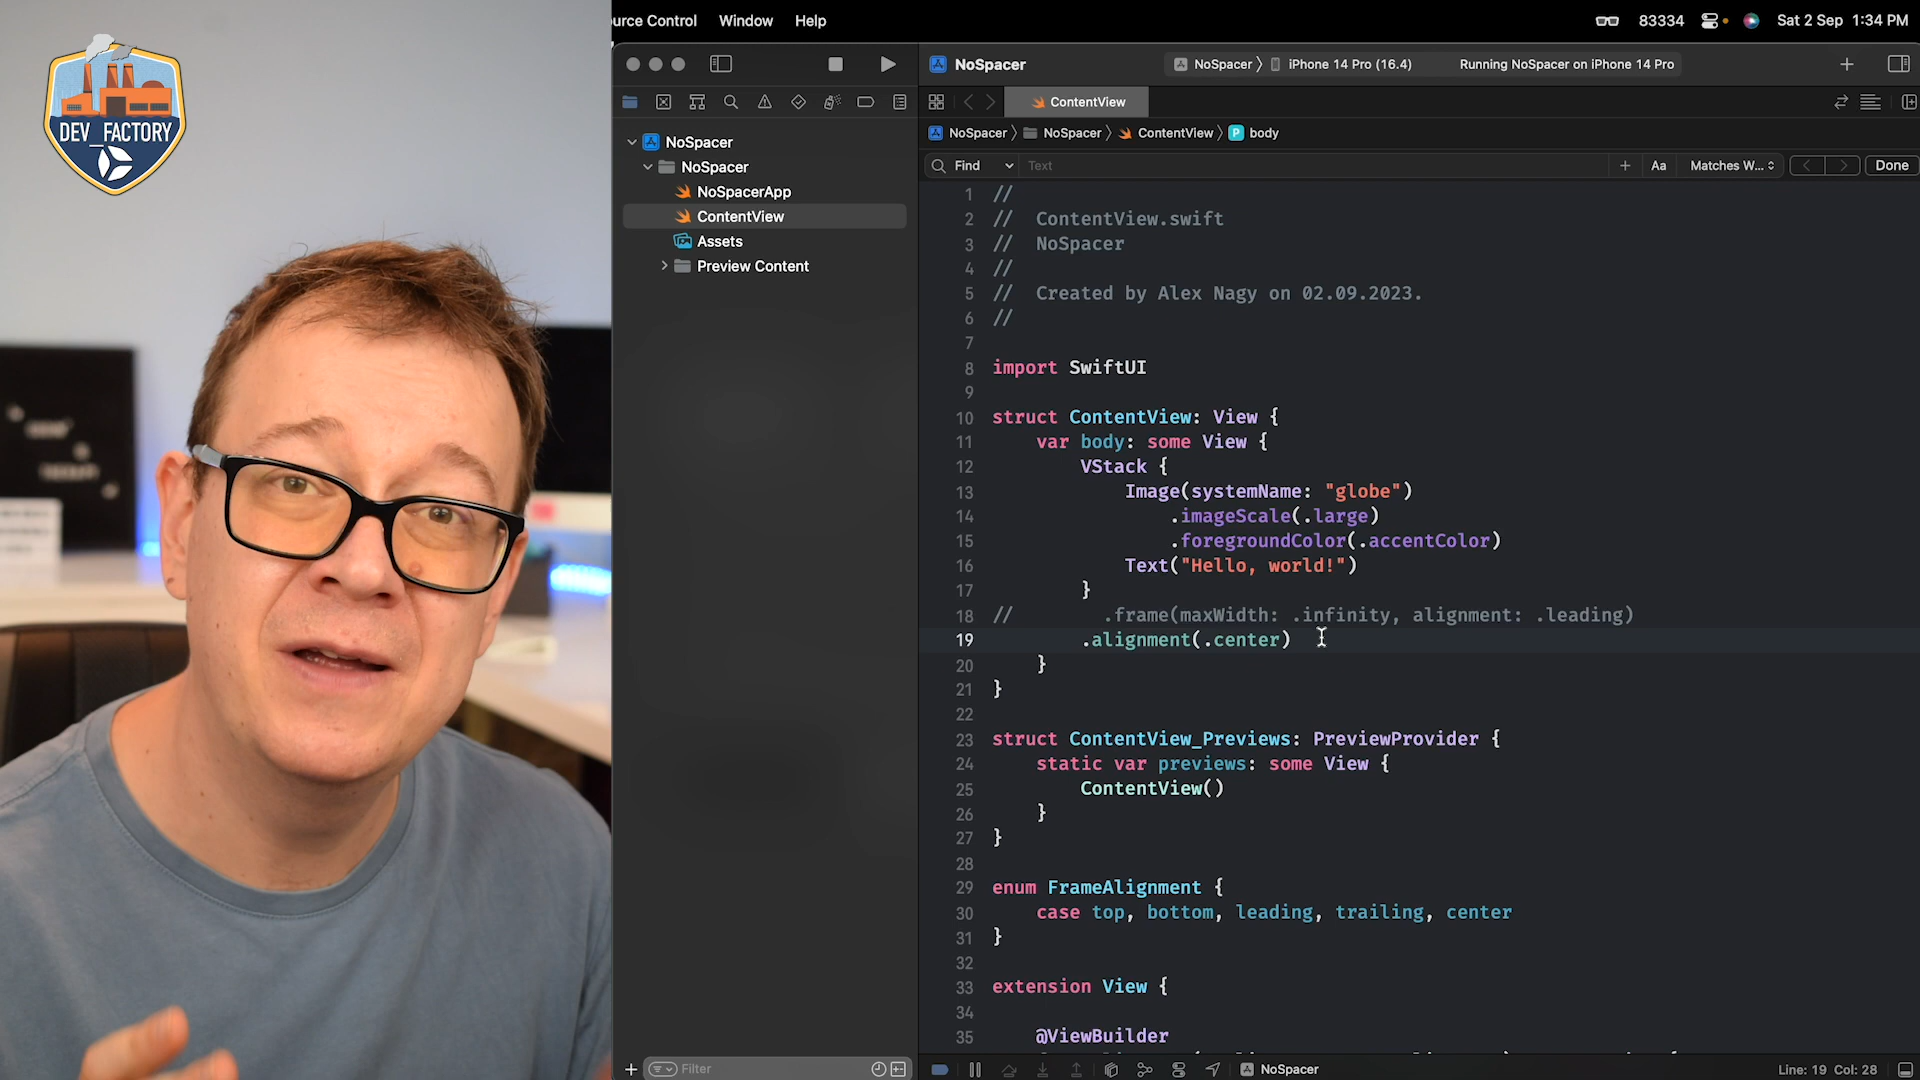 DEV_FACTORY
urce Control Window Help 83334 Sat 2 Sep 1:34 PM
NoSpacer NoSpacer iPhone 14 Pro (16.4) Running NoSpacer on iPhone 14 Pro
ContentView
NoSpacer NoSpacer ContentView P body
Find Text Aa Matches W... Done
NoSpacer
NoSpacer
NoSpacerApp
ContentView
Assets
Preview Content
1 //
2 // ContentView.swift
3 // NoSpacer
4 //
5 // Created by Alex Nagy on 02.09.2023.
6 //
7
8 import SwiftUI
9
10 struct ContentView: View {
11 var body: some View {
12 VStack {
13 Image(systemName: "globe")
14 .imageScale(.large)
15 .foregroundColor(.accentColor)
16 Text("Hello, world!")
17 }
18 // .frame(maxWidth: .infinity, alignment: .leading)
19 .alignment(.center)
20 }
21 }
22
23 struct ContentView_Previews: PreviewProvider {
24 static var previews: some View {
25 ContentView()
26 }
27 }
28
29 enum FrameAlignment {
30 case top, bottom, leading, trailing, center
31 }
32
33 extension View {
34
35 @ViewBuilder
Filter NoSpacer Line: 19 Col: 28